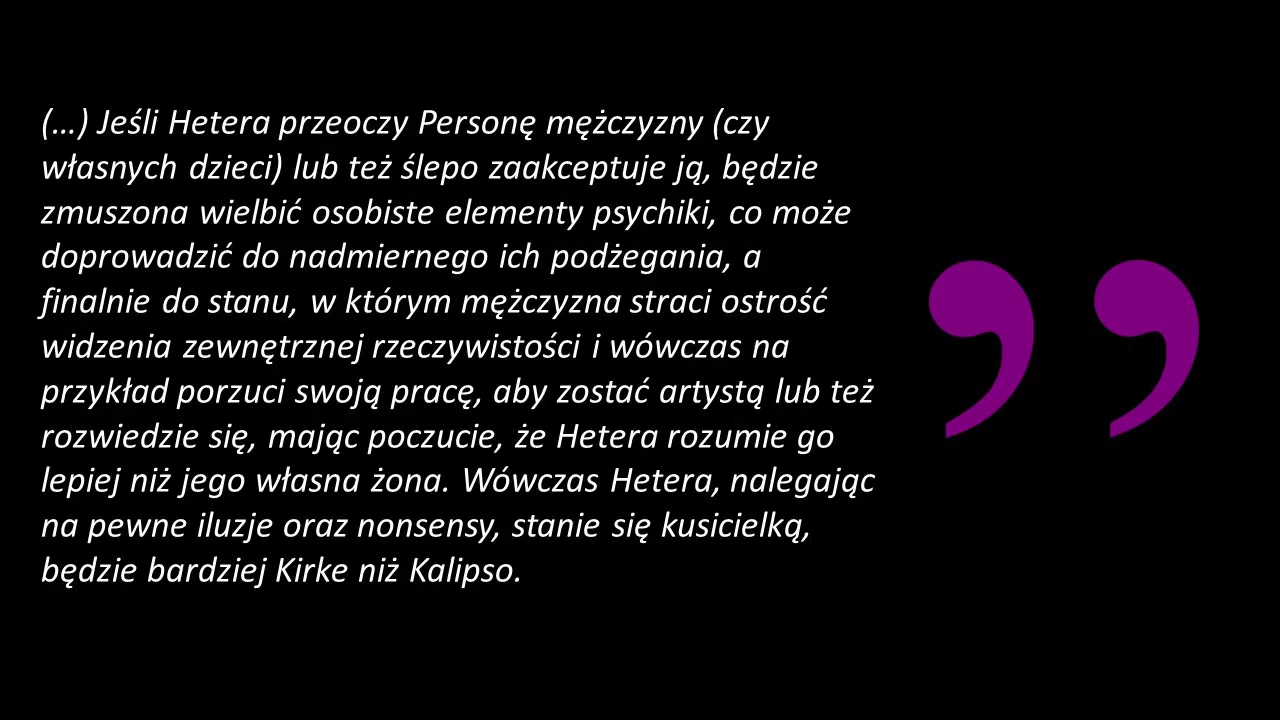 (…) Jeśli Hetera przeoczy Personę mężczyzny (czy
własnych dzieci) lub też ślepo zaakceptuje ją, będzie
zmuszona wielbić osobiste elementy psychiki, co może
doprowadzić do nadmiernego ich podżegania, a
finalnie do stanu, w którym mężczyzna straci ostrość
widzenia zewnętrznej rzeczywistości i wówczas na
przykład porzuci swoją pracę, aby zostać artystą lub też
rozwiedzie się, mając poczucie, że Hetera rozumie go
lepiej niż jego własna żona. Wówczas Hetera, nalegając
na pewne iluzje oraz nonsensy, stanie się kusicielką,
będzie bardziej Kirke niż Kalipso.
”